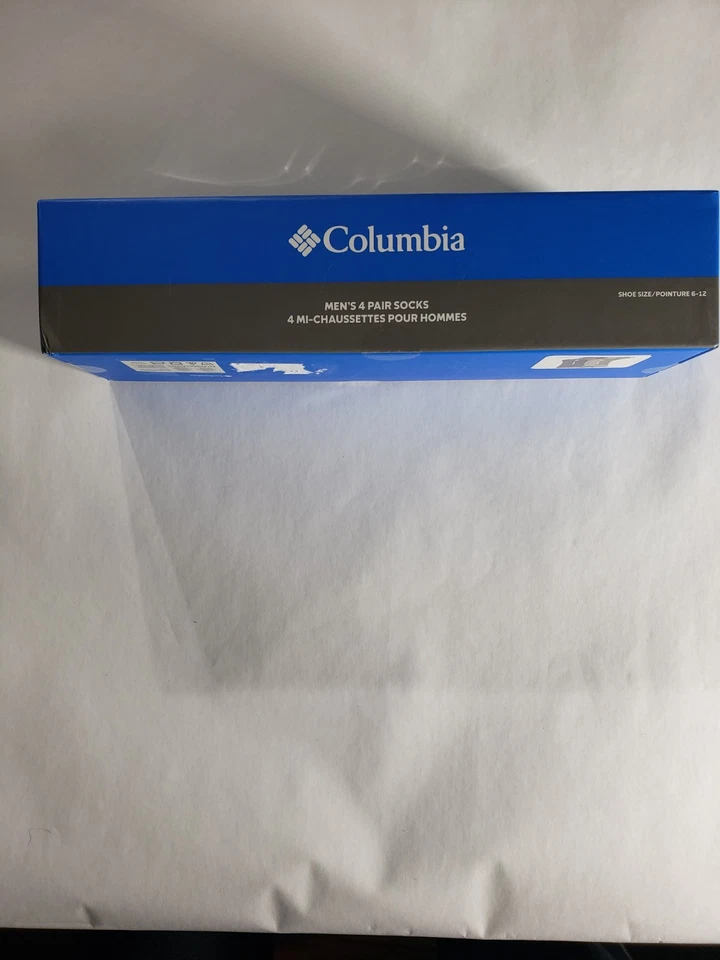 Columbia
MEN'S 4 PAIR SOCKS
4 MI-CHAUSSETTES POUR HOMMES
SHOE SIZE/POINTURE 6-12